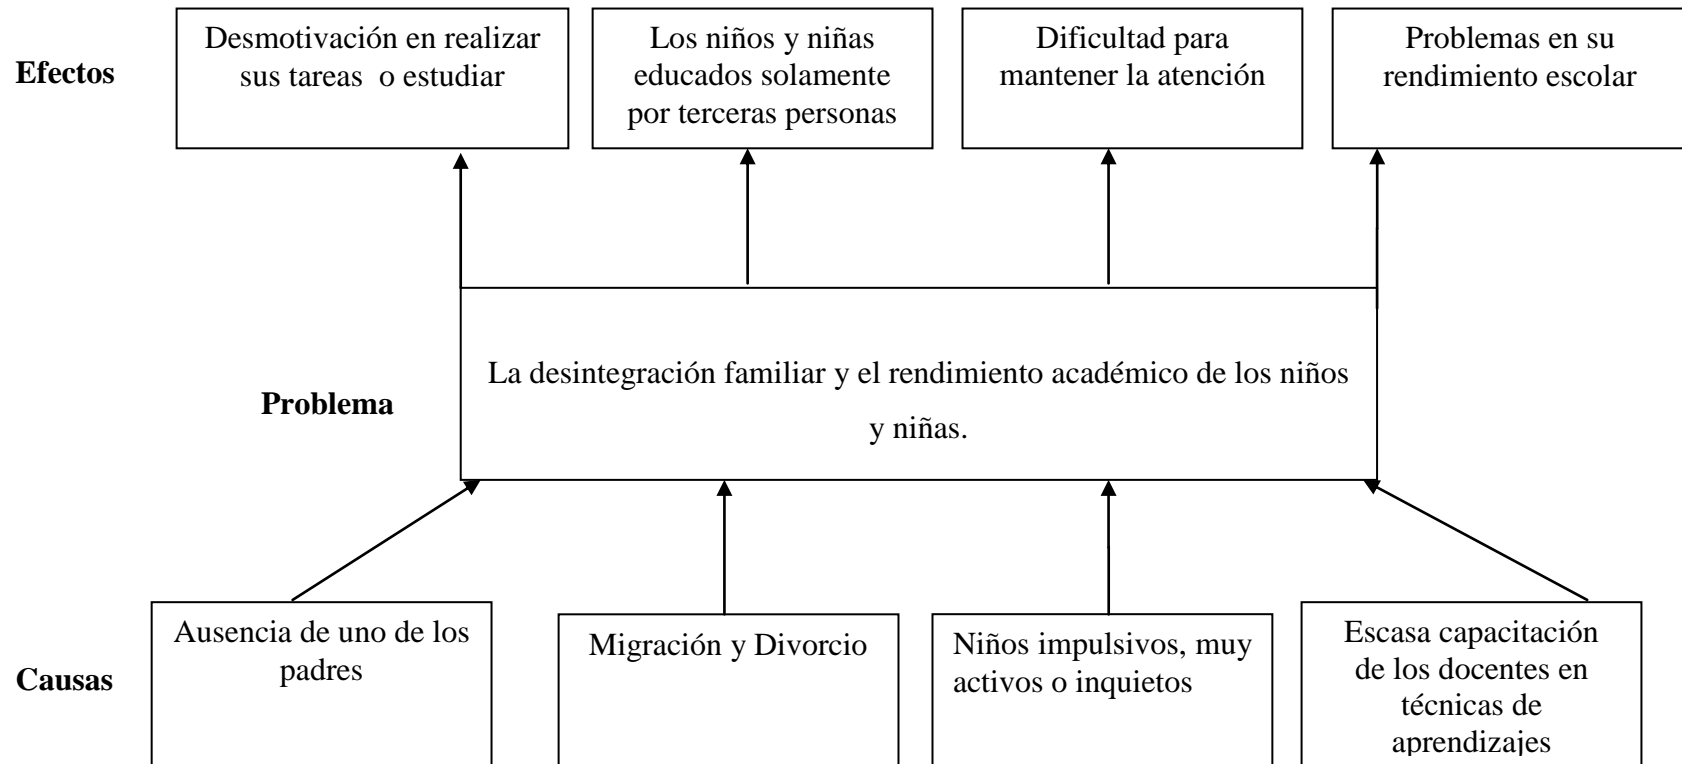 Efectos
Desmotivación en realizar
sus tareas  o estudiar
Los niños y niñas
educados solamente
por terceras personas
Dificultad para
mantener la atención
Problemas en su
rendimiento escolar
Problema
La desintegración familiar y el rendimiento académico de los niños
y niñas.
Causas
Ausencia de uno de los
padres
Migración y Divorcio
Niños impulsivos, muy
activos o inquietos
Escasa capacitación
de los docentes en
técnicas de
aprendizajes